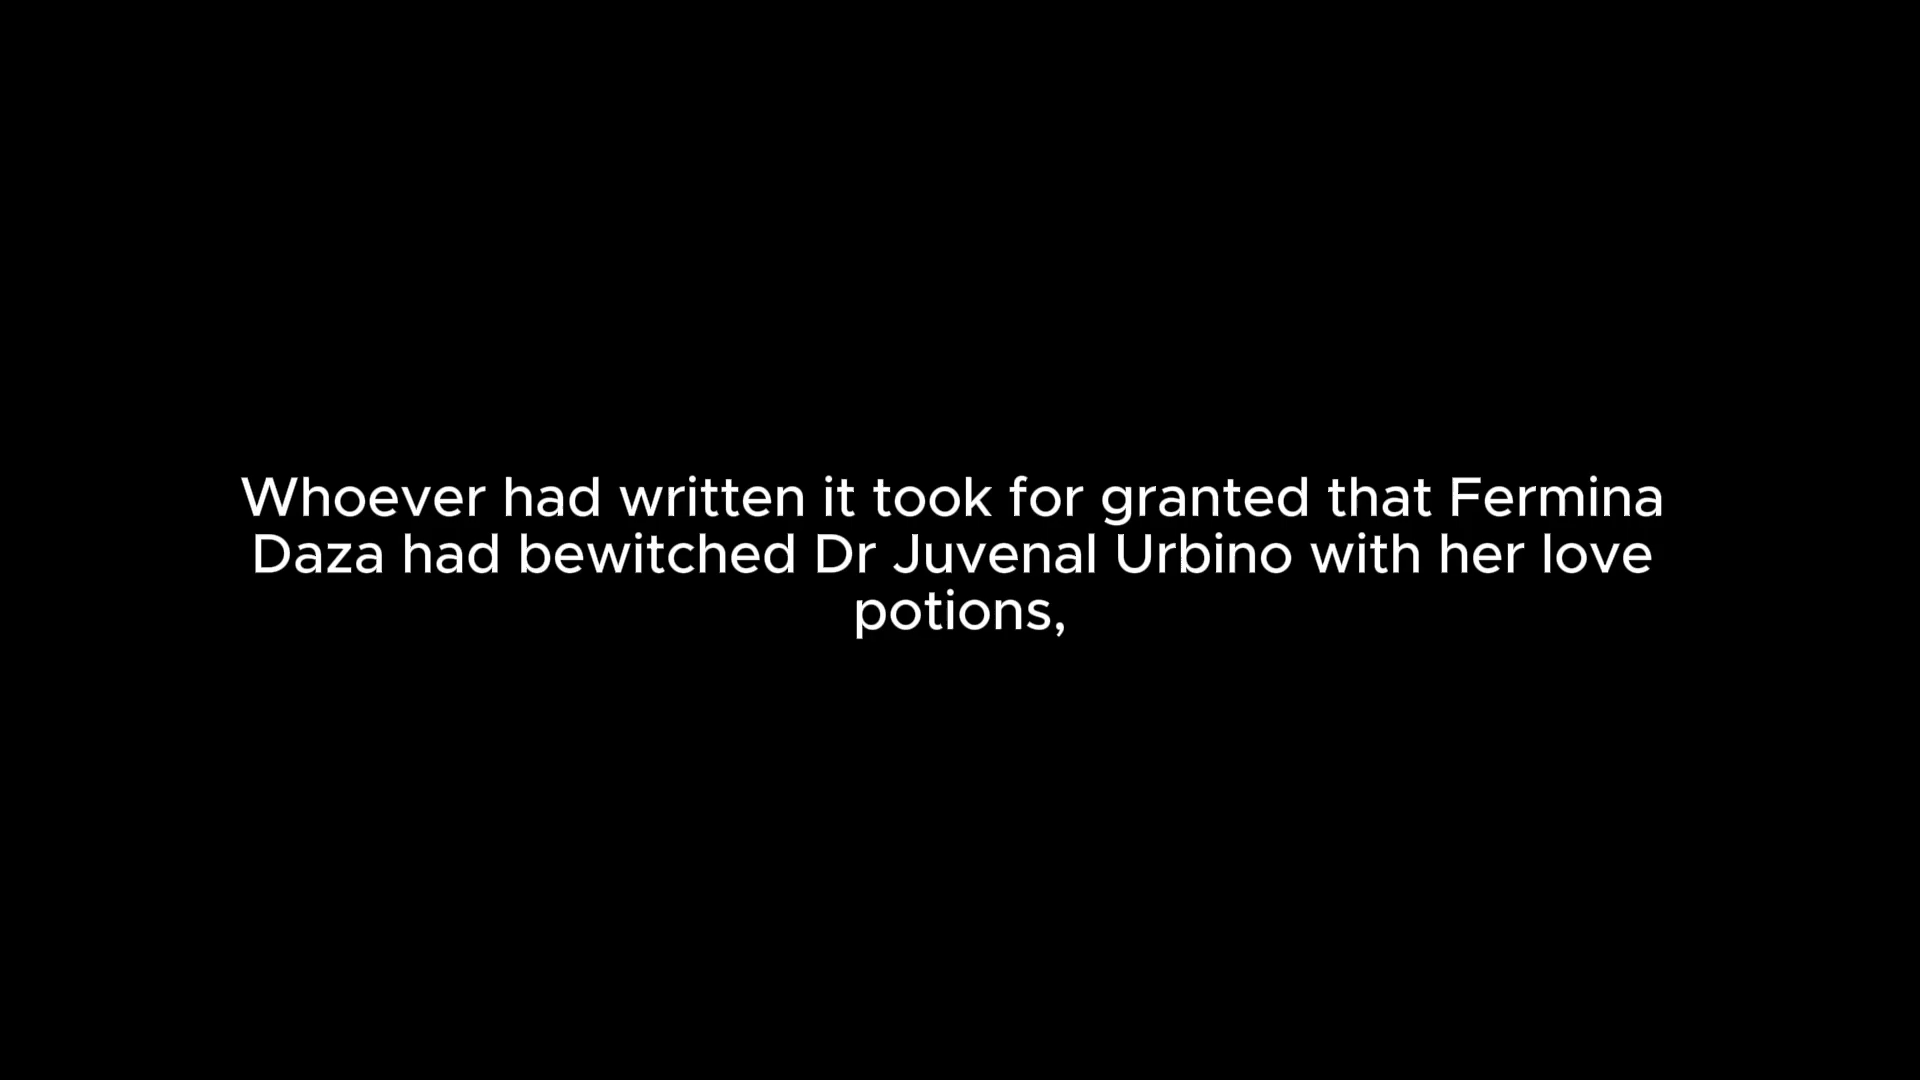 Whoever had written it took for granted that Fermina
Daza had bewitched Dr Juvenal Urbino with her love
potions,